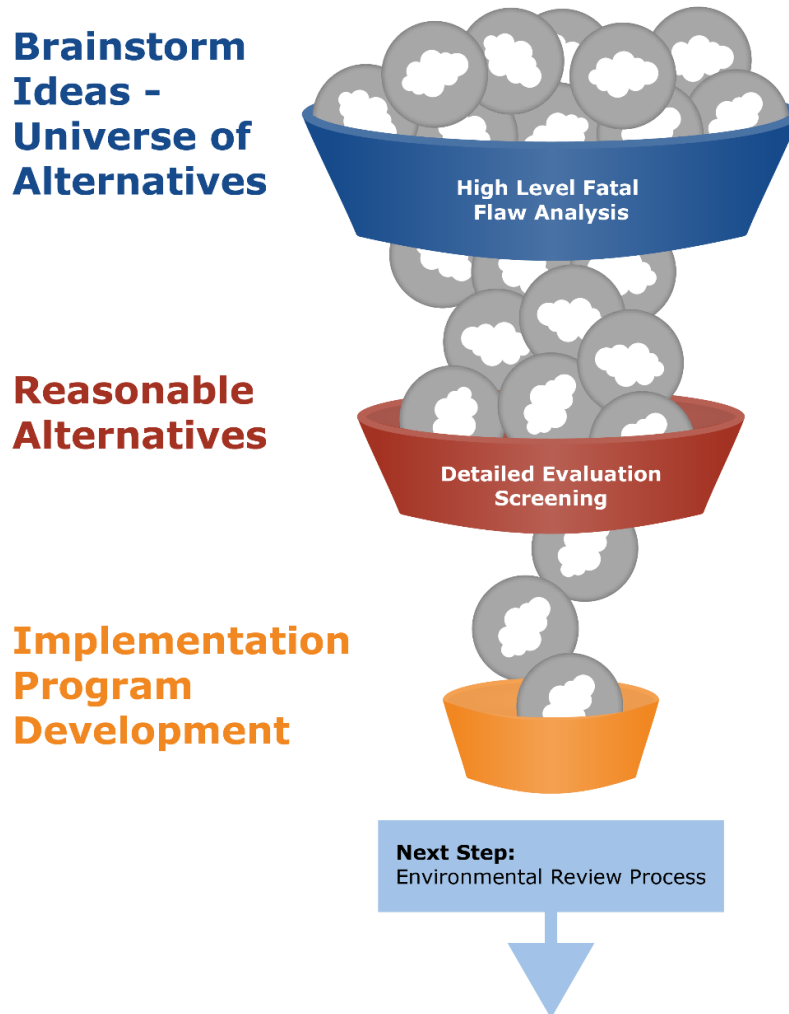 Brainstorm
Ideas -
Universe of
Alternatives
High Level Fatal
Flaw Analysis
Reasonable
Alternatives
Detailed Evaluation
Screening
Implementation
Program
Development
Next Step:
Environmental Review Process